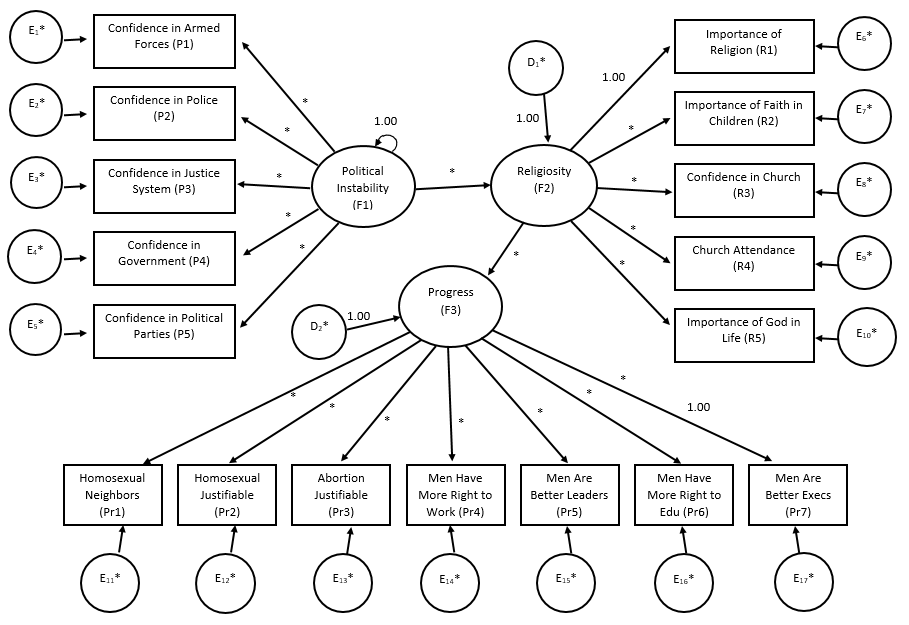 E1*
Confidence in Armed
Forces (P1)
E2*
Confidence in Police
(P2)
E3*
Confidence in Justice
System (P3)
E4*
Confidence in
Government (P4)
E5*
Confidence in Political
Parties (P5)
*
*
*
*
*
1.00
Political
Instability
(F1)
*
D1*
1.00
Religiosity
(F2)
1.00
*
*
*
*
Importance of
Religion (R1)
E6*
Importance of Faith in
Children (R2)
E7*
Confidence in Church
(R3)
E8*
Church Attendance
(R4)
E9*
Importance of God in
Life (R5)
E10*
*
Progress
(F3)
D2*
1.00
*
*
*
*
*
*
*
1.00
Homosexual
Neighbors
(Pr1)
Homosexual
Justifiable
(Pr2)
Abortion
Justifiable
(Pr3)
Men Have
More Right to
Work (Pr4)
Men Are
Better Leaders
(Pr5)
Men Have
More Right to
Edu (Pr6)
Men Are
Better Execs
(Pr7)
E11*
E12*
E13*
E14*
E15*
E16*
E17*